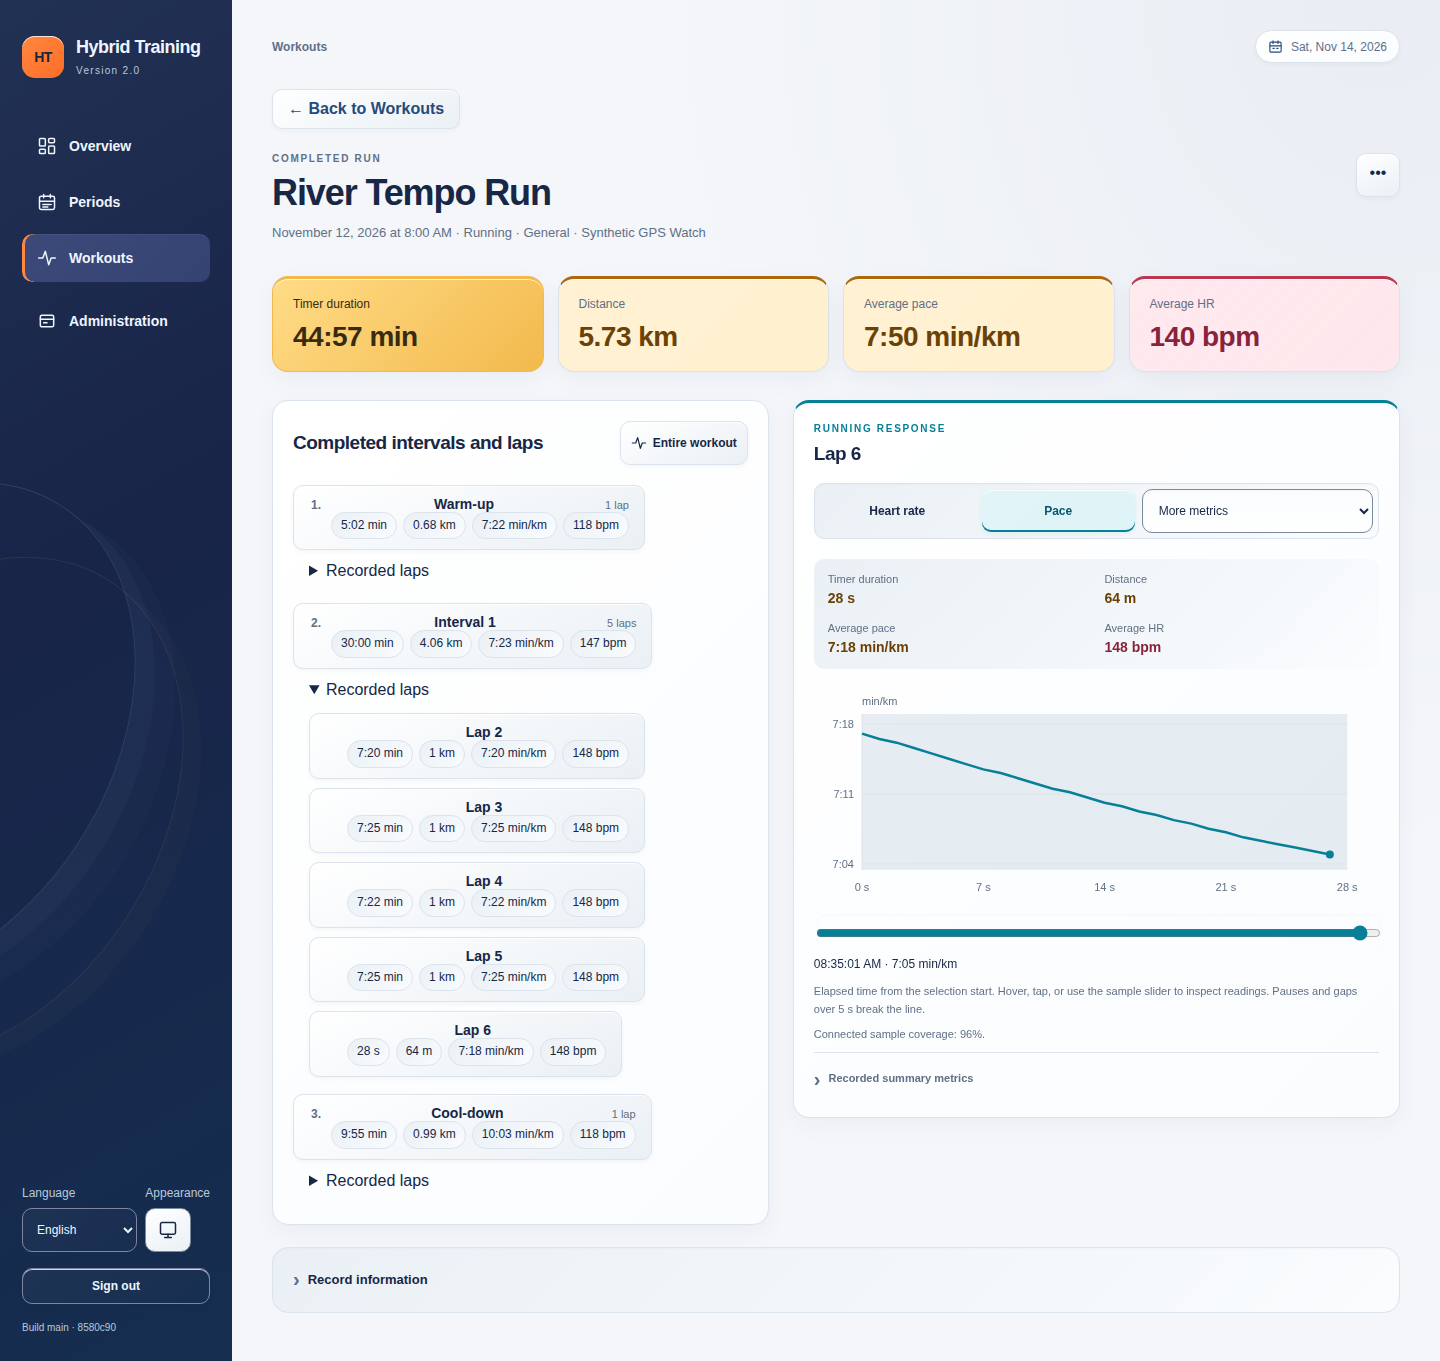 HT
Hybrid Training
Version 2.0
Overview
Periods
Workouts
Administration
Language
Appearance
English
Sign out
Build main · 8580c90
Workouts
Sat, Nov 14, 2026
← Back to Workouts
COMPLETED RUN
River Tempo Run
•••
November 12, 2026 at 8:00 AM · Running · General · Synthetic GPS Watch
Timer duration
44:57 min
Distance
5.73 km
Average pace
7:50 min/km
Average HR
140 bpm
Completed intervals and laps
Entire workout
1. Warm-up 1 lap
5:02 min 0.68 km 7:22 min/km 118 bpm
Recorded laps
2. Interval 1 5 laps
30:00 min 4.06 km 7:23 min/km 147 bpm
Recorded laps
Lap 2
7:20 min 1 km 7:20 min/km 148 bpm
Lap 3
7:25 min 1 km 7:25 min/km 148 bpm
Lap 4
7:22 min 1 km 7:22 min/km 148 bpm
Lap 5
7:25 min 1 km 7:25 min/km 148 bpm
Lap 6
28 s 64 m 7:18 min/km 148 bpm
3. Cool-down 1 lap
9:55 min 0.99 km 10:03 min/km 118 bpm
Recorded laps
RUNNING RESPONSE
Lap 6
Heart rate Pace More metrics
Timer duration
28 s
Distance
64 m
Average pace
7:18 min/km
Average HR
148 bpm
min/km
7:18
7:11
7:04
0 s 7 s 14 s 21 s 28 s
08:35:01 AM · 7:05 min/km
Elapsed time from the selection start. Hover, tap, or use the sample slider to inspect readings. Pauses and gaps
over 5 s break the line.
Connected sample coverage: 96%.
Recorded summary metrics
Record information